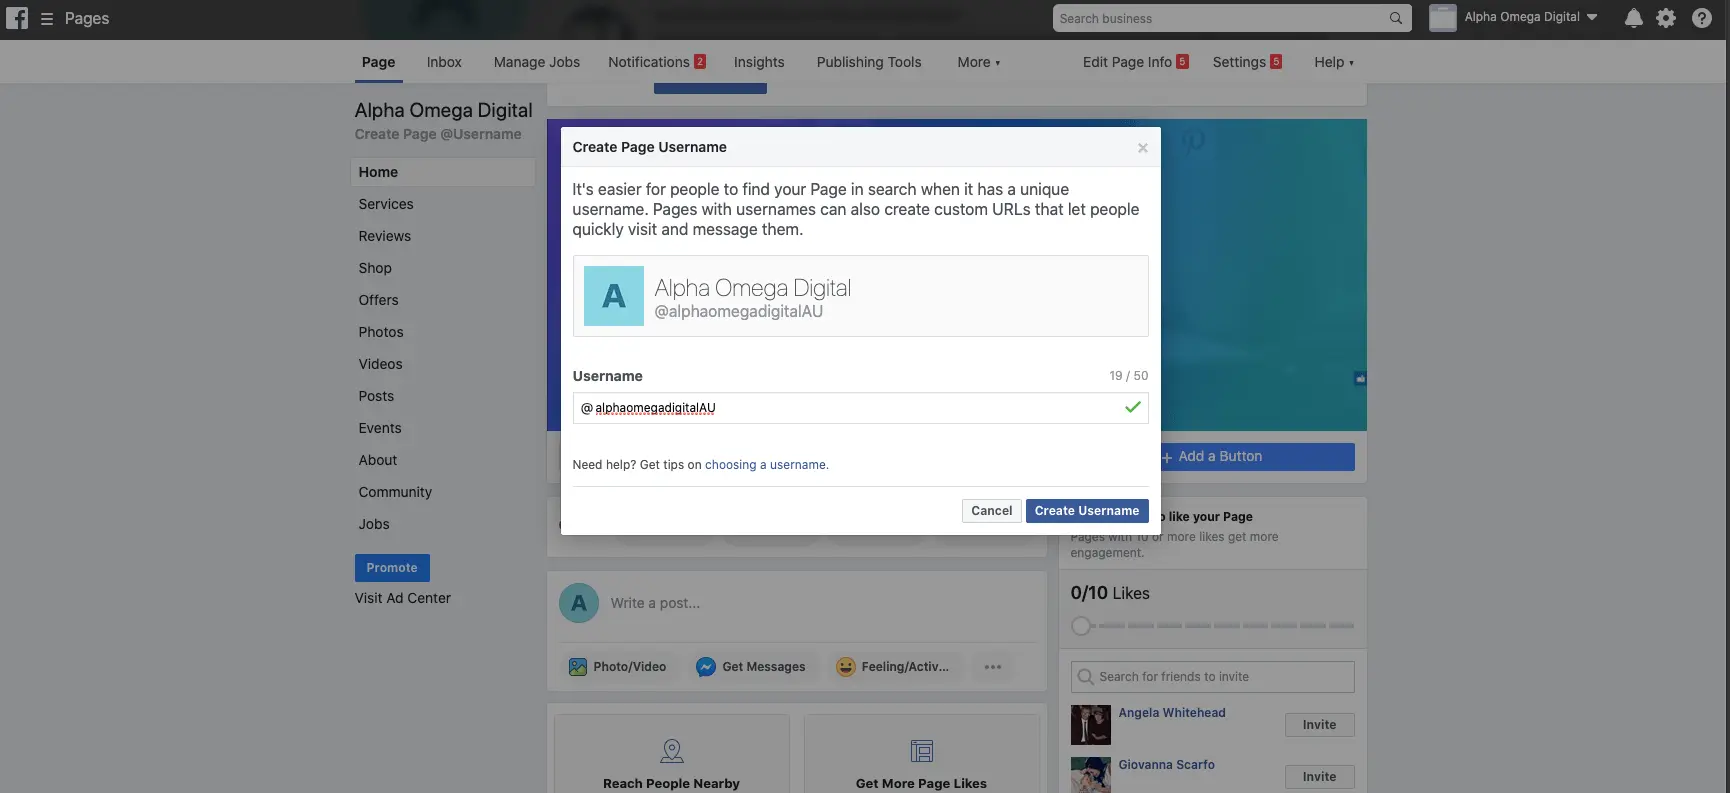 Pages
Search business
Alpha Omega Digital
Page
Inbox
Manage Jobs
Notifications 2
Insights
Publishing Tools
More
Edit Page Info 5
Settings 5
Help
Alpha Omega Digital
Create Page @Username
Home
Services
Reviews
Shop
Offers
Photos
Videos
Posts
Events
About
Community
Jobs
Promote
Visit Ad Center
Create Page Username
It's easier for people to find your Page in search when it has a unique
username. Pages with usernames can also create custom URLs that let people
quickly visit and message them.
A
Alpha Omega Digital
@alphaomegadigitalAU
Username
19 / 50
@ alphaomegadigitalAU
Need help? Get tips on choosing a username.
Cancel
Create Username
+ Add a Button
like your Page
Pages with 10 or more likes get more
engagement.
0/10 Likes
Search for friends to invite
Angela Whitehead
Invite
Giovanna Scarfo
Invite
A
Write a post...
Photo/Video
Get Messages
Feeling/Activ...
Reach People Nearby
Get More Page Likes